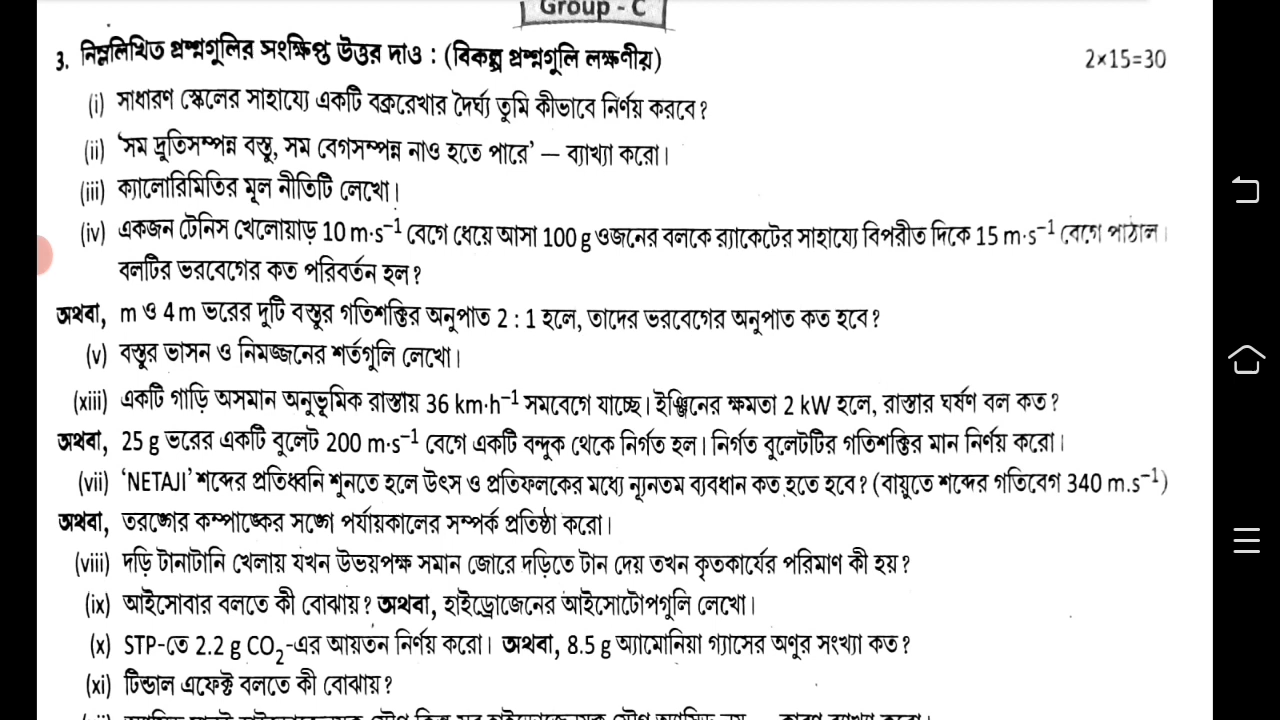 Group - C
3. নিম্নলিখিত প্রশ্নগুলির সংক্ষিপ্ত উত্তর দাও : (বিকল্প প্রশ্নগুলি লক্ষণীয়) 2×15=30
(i) সাধারণ স্কেলের সাহায্যে একটি বক্ররেখার দৈর্ঘ্য তুমি কীভাবে নির্ণয় করবে?
(ii) ‘সম দ্রুতিসম্পন্ন বস্তু, সম বেগসম্পন্ন নাও হতে পারে’ — ব্যাখ্যা করো।
(iii) ক্যালোরিমিতির মূল নীতিটি লেখো।
(iv) একজন টেনিস খেলোয়াড় 10 m·s⁻¹ বেগে ধেয়ে আসা 100 g ওজনের বলকে র‍্যাকেটের সাহায্যে বিপরীত দিকে 15 m·s⁻¹ বেগে পাঠাল।
বলটির ভরবেগের কত পরিবর্তন হল?
অথবা, m ও 4m ভরের দুটি বস্তুর গতিশক্তির অনুপাত 2 : 1 হলে, তাদের ভরবেগের অনুপাত কত হবে?
(v) বস্তুর ভাসন ও নিমজ্জনের শর্তগুলি লেখো।
(xiii) একটি গাড়ি অসমান অনুভূমিক রাস্তায় 36 km·h⁻¹ সমবেগে যাচ্ছে। ইঞ্জিনের ক্ষমতা 2 kW হলে, রাস্তার ঘর্ষণ বল কত?
অথবা, 25 g ভরের একটি বুলেট 200 m·s⁻¹ বেগে একটি বন্দুক থেকে নির্গত হল। নির্গত বুলেটটির গতিশক্তির মান নির্ণয় করো।
(vii) ‘NETAJI’ শব্দের প্রতিধ্বনি শুনতে হলে উৎস ও প্রতিফলকের মধ্যে ন্যূনতম ব্যবধান কত হতে হবে? (বায়ুতে শব্দের গতিবেগ 340 m.s⁻¹)
অথবা, তরঙ্গের কম্পাঙ্কের সঙ্গে পর্যায়কালের সম্পর্ক প্রতিষ্ঠা করো।
(viii) দড়ি টানাটানি খেলায় যখন উভয়পক্ষ সমান জোরে দড়িতে টান দেয় তখন কৃতকার্যের পরিমাণ কী হয়?
(ix) আইসোবার বলতে কী বোঝায়? অথবা, হাইড্রোজেনের আইসোটোপগুলি লেখো।
(x) STP-তে 2.2 g CO₂-এর আয়তন নির্ণয় করো। অথবা, 8.5 g অ্যামোনিয়া গ্যাসের অণুর সংখ্যা কত?
(xi) টিন্ডাল এফেক্ট বলতে কী বোঝায়?